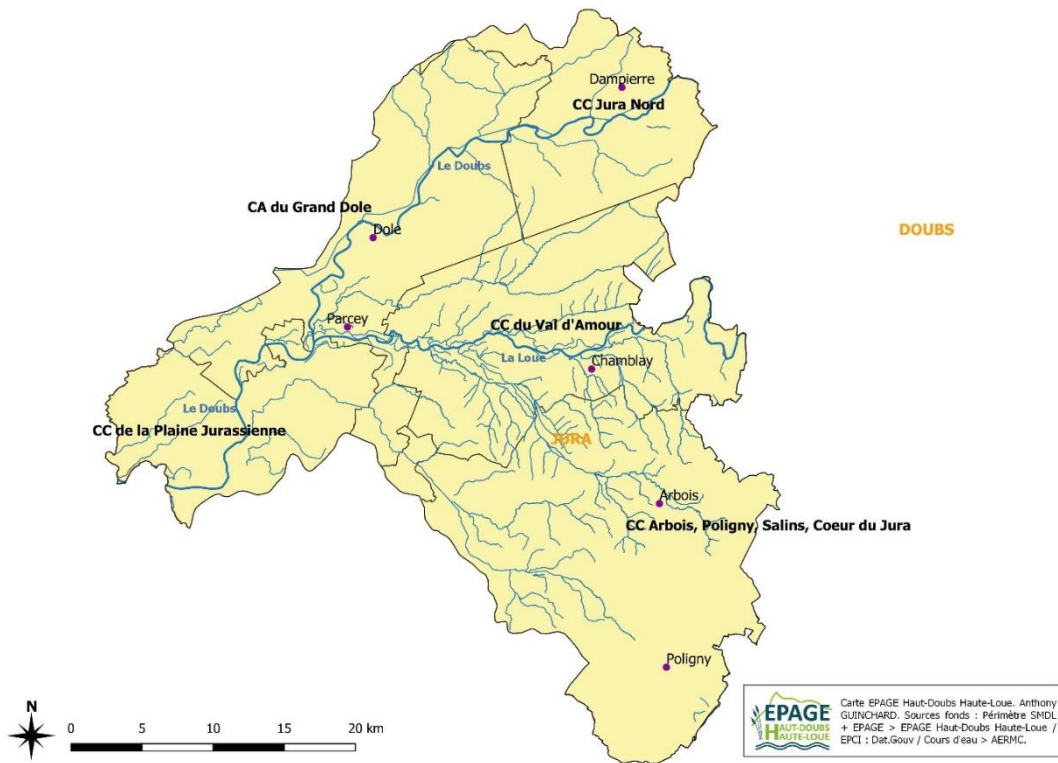 Dampierre
CC Jura Nord
Le Doubs
CA du Grand Dole
Dole
DOUBS
Parcey
CC du Val d'Amour
La Loue
Chamblay
Le Doubs
CC de la Plaine Jurassienne
JURA
Arbois
CC Arbois, Poligny, Salins, Coeur du Jura
Poligny
N
0 5 10 15 20 km
EPAGE
HAUT-DOUBS
HAUTE-LOUE
Carte EPAGE Haut-Doubs Haute-Loue. Anthony
GUINCHARD. Sources fonds : Périmètre SMDL
+ EPAGE > EPAGE Haut-Doubs Haute-Loue /
EPCI : Dat.Gouv / Cours d'eau > AERMC.